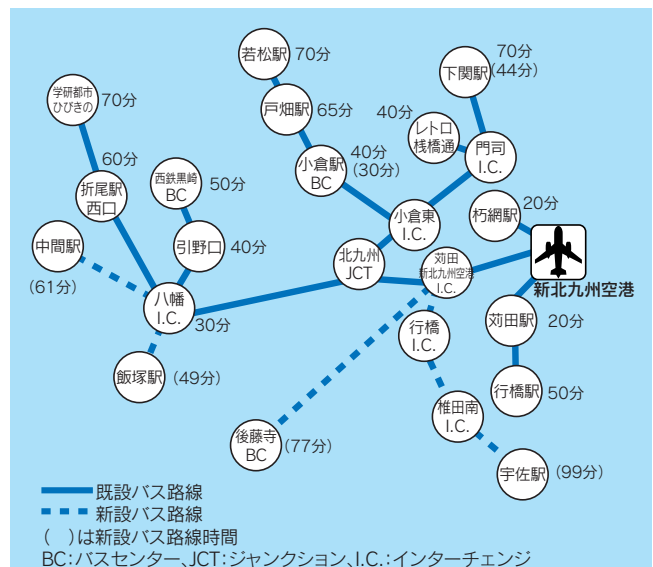 若松駅
70分
学研都市
ひびきの
70分
戸畑駅
65分
70分
(44分)
下関駅
40分
レトロ
桟橋通
門司
I.C.
60分
折尾駅
西口
西鉄黒崎
BC
50分
小倉駅
BC
40分
(30分)
小倉東
I.C.
朽網駅
20分
中間駅
(61分)
引野口
40分
北九州
JCT
苅田
新北九州空港
I.C.
新北九州空港
八幡
I.C.
30分
行橋
I.C.
苅田駅
20分
飯塚駅
(49分)
行橋駅
50分
椎田南
I.C.
後藤寺
BC
(77分)
宇佐駅
(99分)
既設バス路線
新設バス路線
(　)は新設バス路線時間
BC:バスセンター、JCT:ジャンクション、I.C.:インターチェンジ